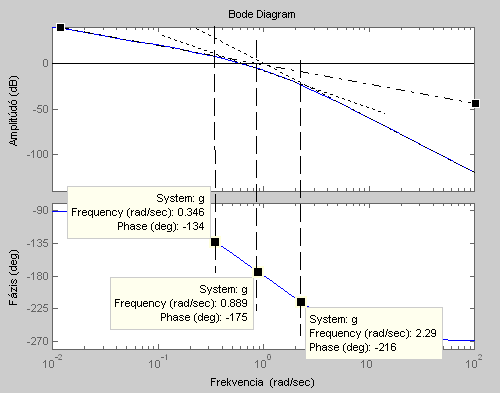 Bode Diagram
Amplitúdó (dB)
0
-50
-100
System: g
Frequency (rad/sec): 0.346
Phase (deg): -134
System: g
Frequency (rad/sec): 0.889
Phase (deg): -175
System: g
Frequency (rad/sec): 2.29
Phase (deg): -216
Fázis (deg)
-90
-135
-180
-225
-270
10^-2
10^-1
10^0
10^1
10^2
Frekvencia (rad/sec)